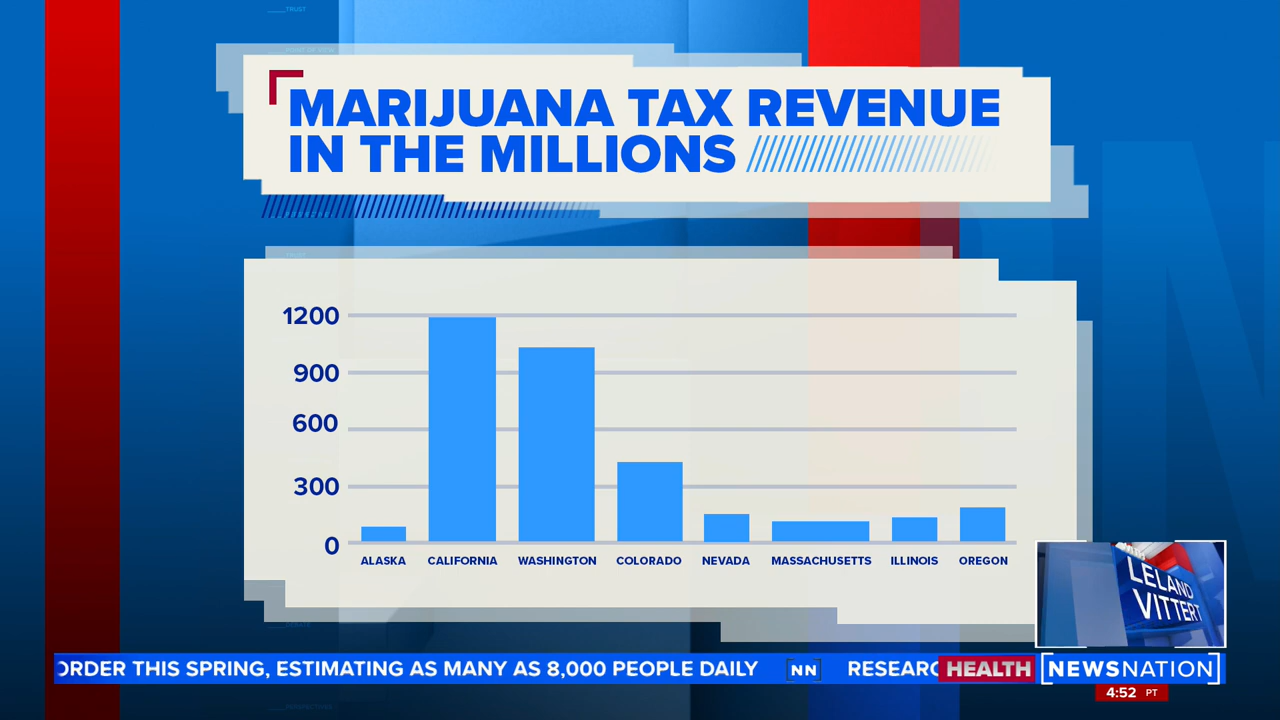 MARIJUANA TAX REVENUE
IN THE MILLIONS
1200
900
600
300
0
ALASKA CALIFORNIA WASHINGTON COLORADO NEVADA MASSACHUSETTS ILLINOIS OREGON
LELAND
VITTERT
ORDER THIS SPRING, ESTIMATING AS MANY AS 8,000 PEOPLE DAILY NN RESEARC HEALTH NEWSNATION
4:52 PT